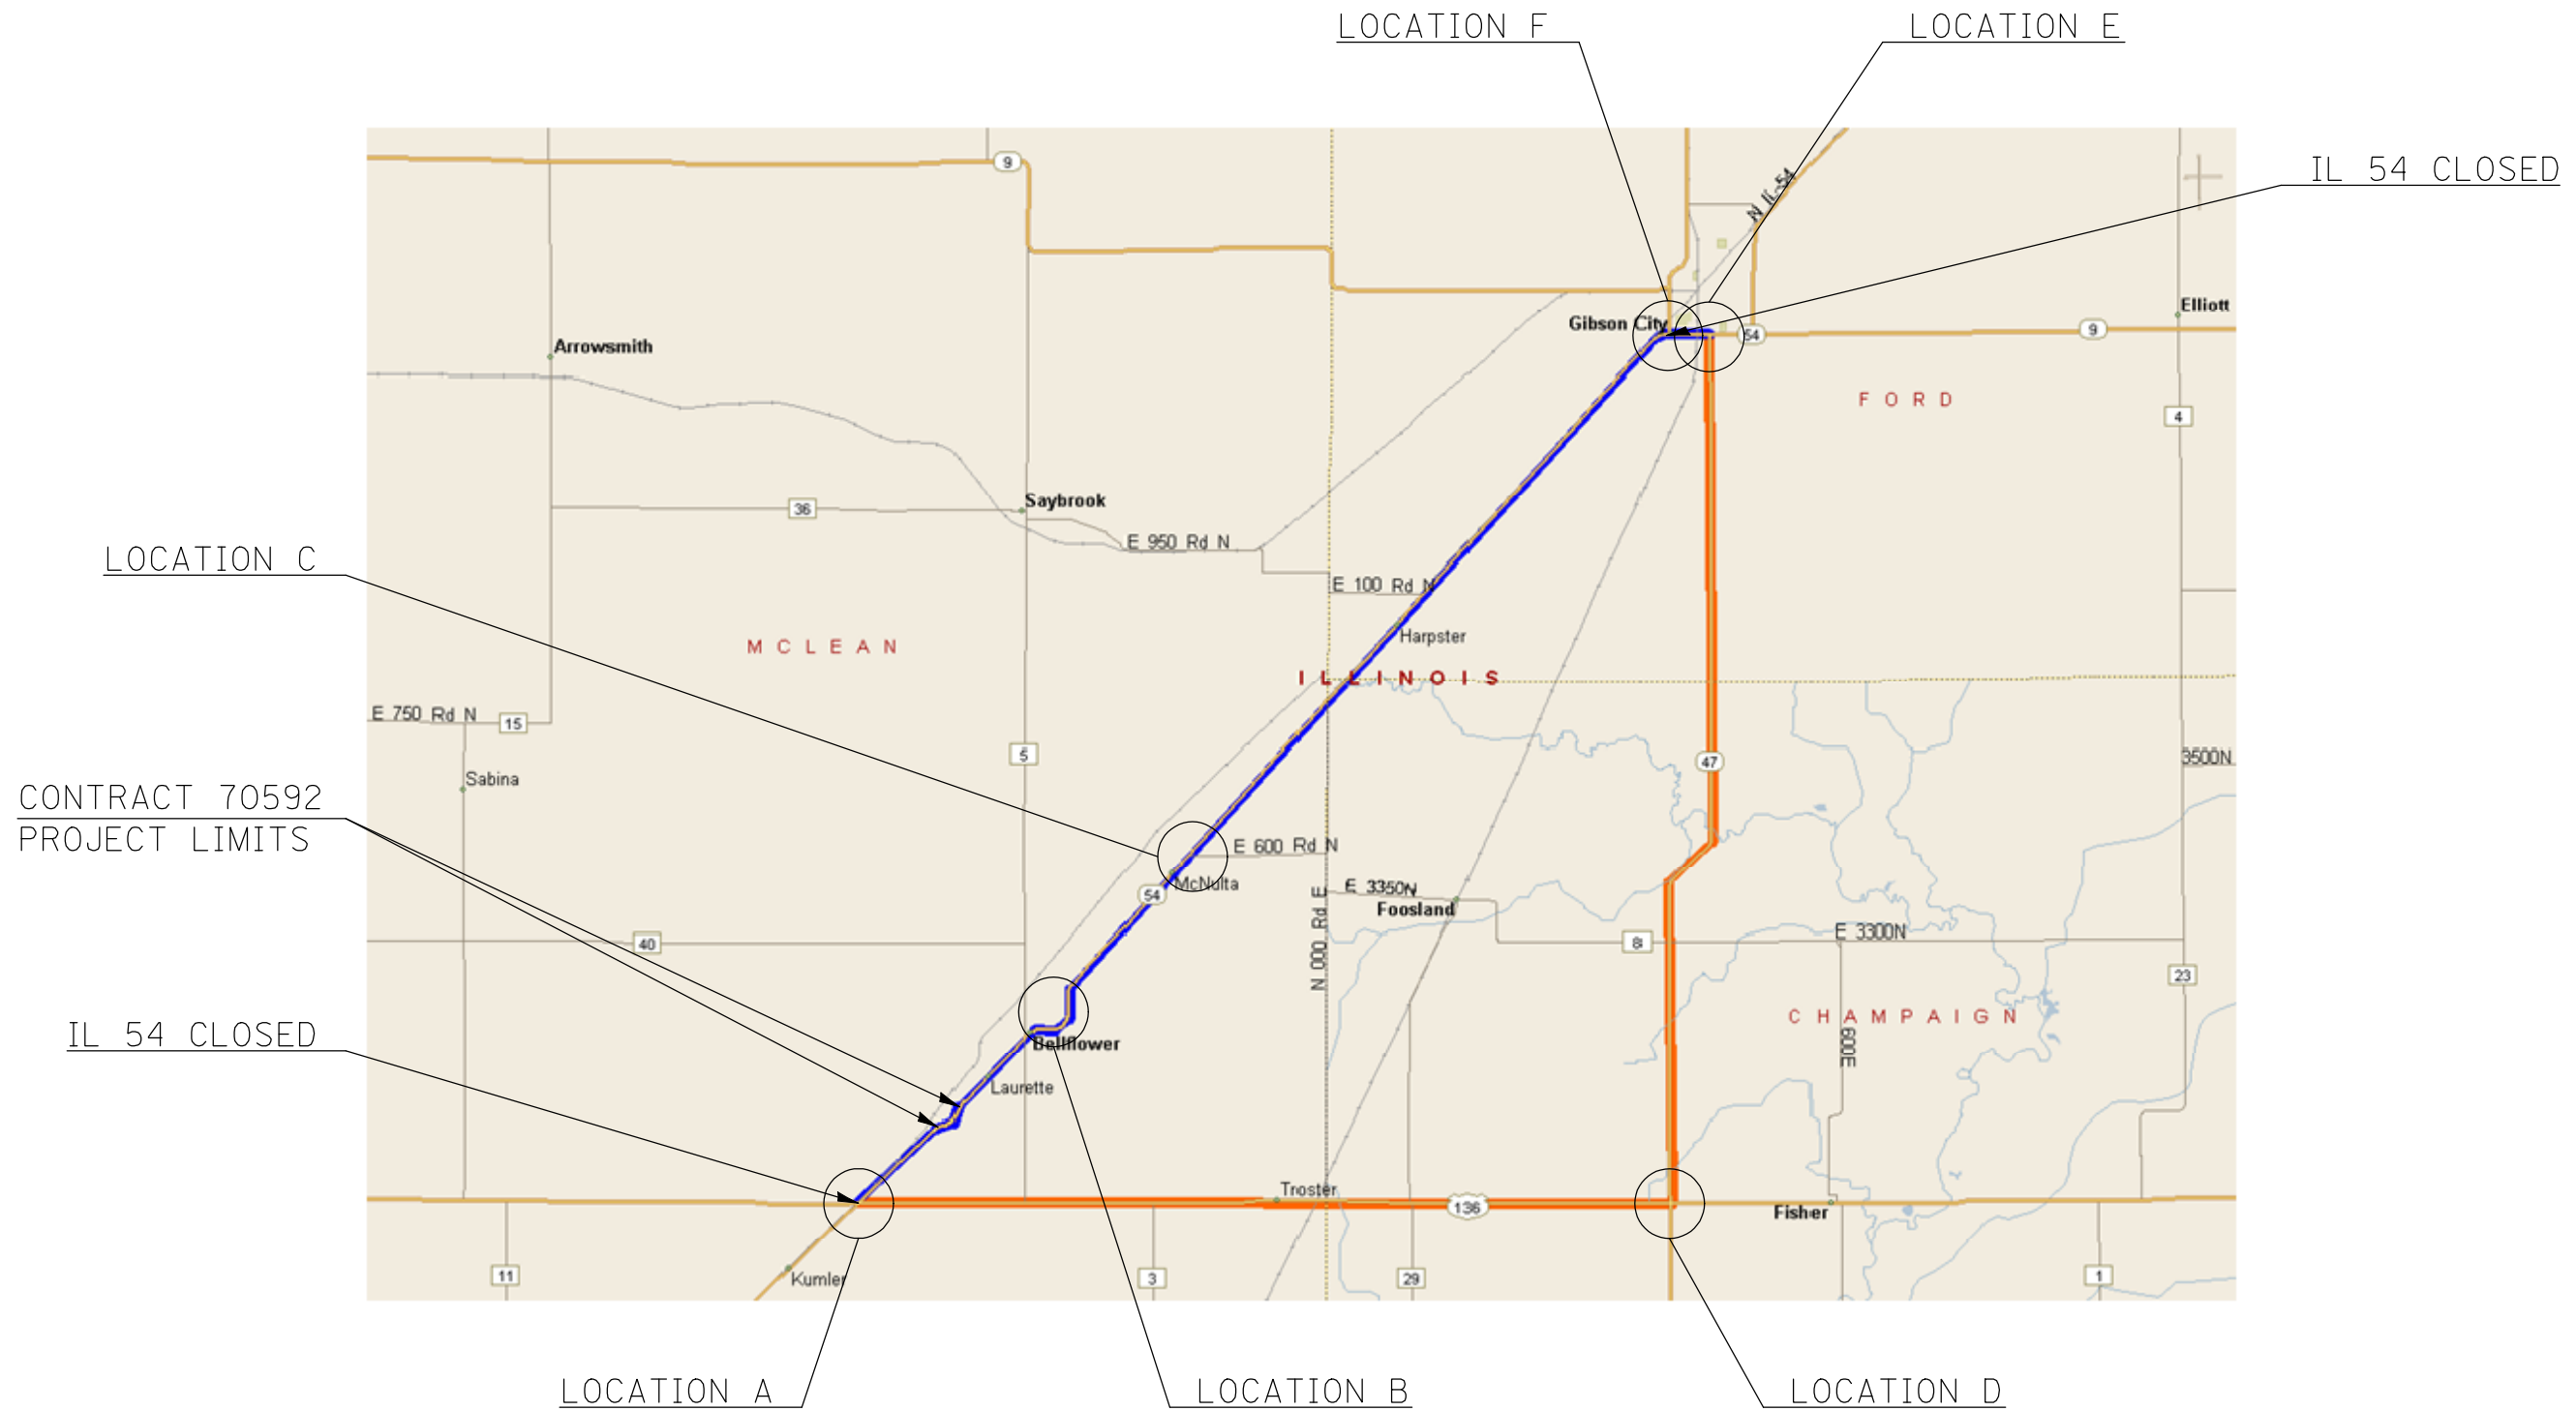 LOCATION F
LOCATION E
IL 54 CLOSED
9
N IL-54
Elliott
Gibson City
54
9
Arrowsmith
FORD
4
Saybrook
36
E 950 Rd N
LOCATION C
E 100 Rd N
Harpster
MCLEAN
ILLINOIS
E 750 Rd N
15
5
47
3500N
Sabina
CONTRACT 70592
PROJECT LIMITS
E 600 Rd N
McNulta
54
E 3350N
Foosland
N 000 Rd E
40
8
E 3300N
23
CHAMPAIGN
IL 54 CLOSED
Bellflower
600E
Laurette
Troster
136
Fisher
11
Kumler
3
29
1
LOCATION A
LOCATION B
LOCATION D